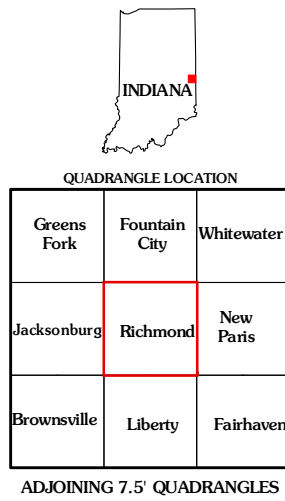 INDIANA
QUADRANGLE LOCATION
Greens
Fork
Fountain
City
Whitewater
Jacksonburg
Richmond
New
Paris
Brownsville
Liberty
Fairhaven
ADJOINING 7.5' QUADRANGLES